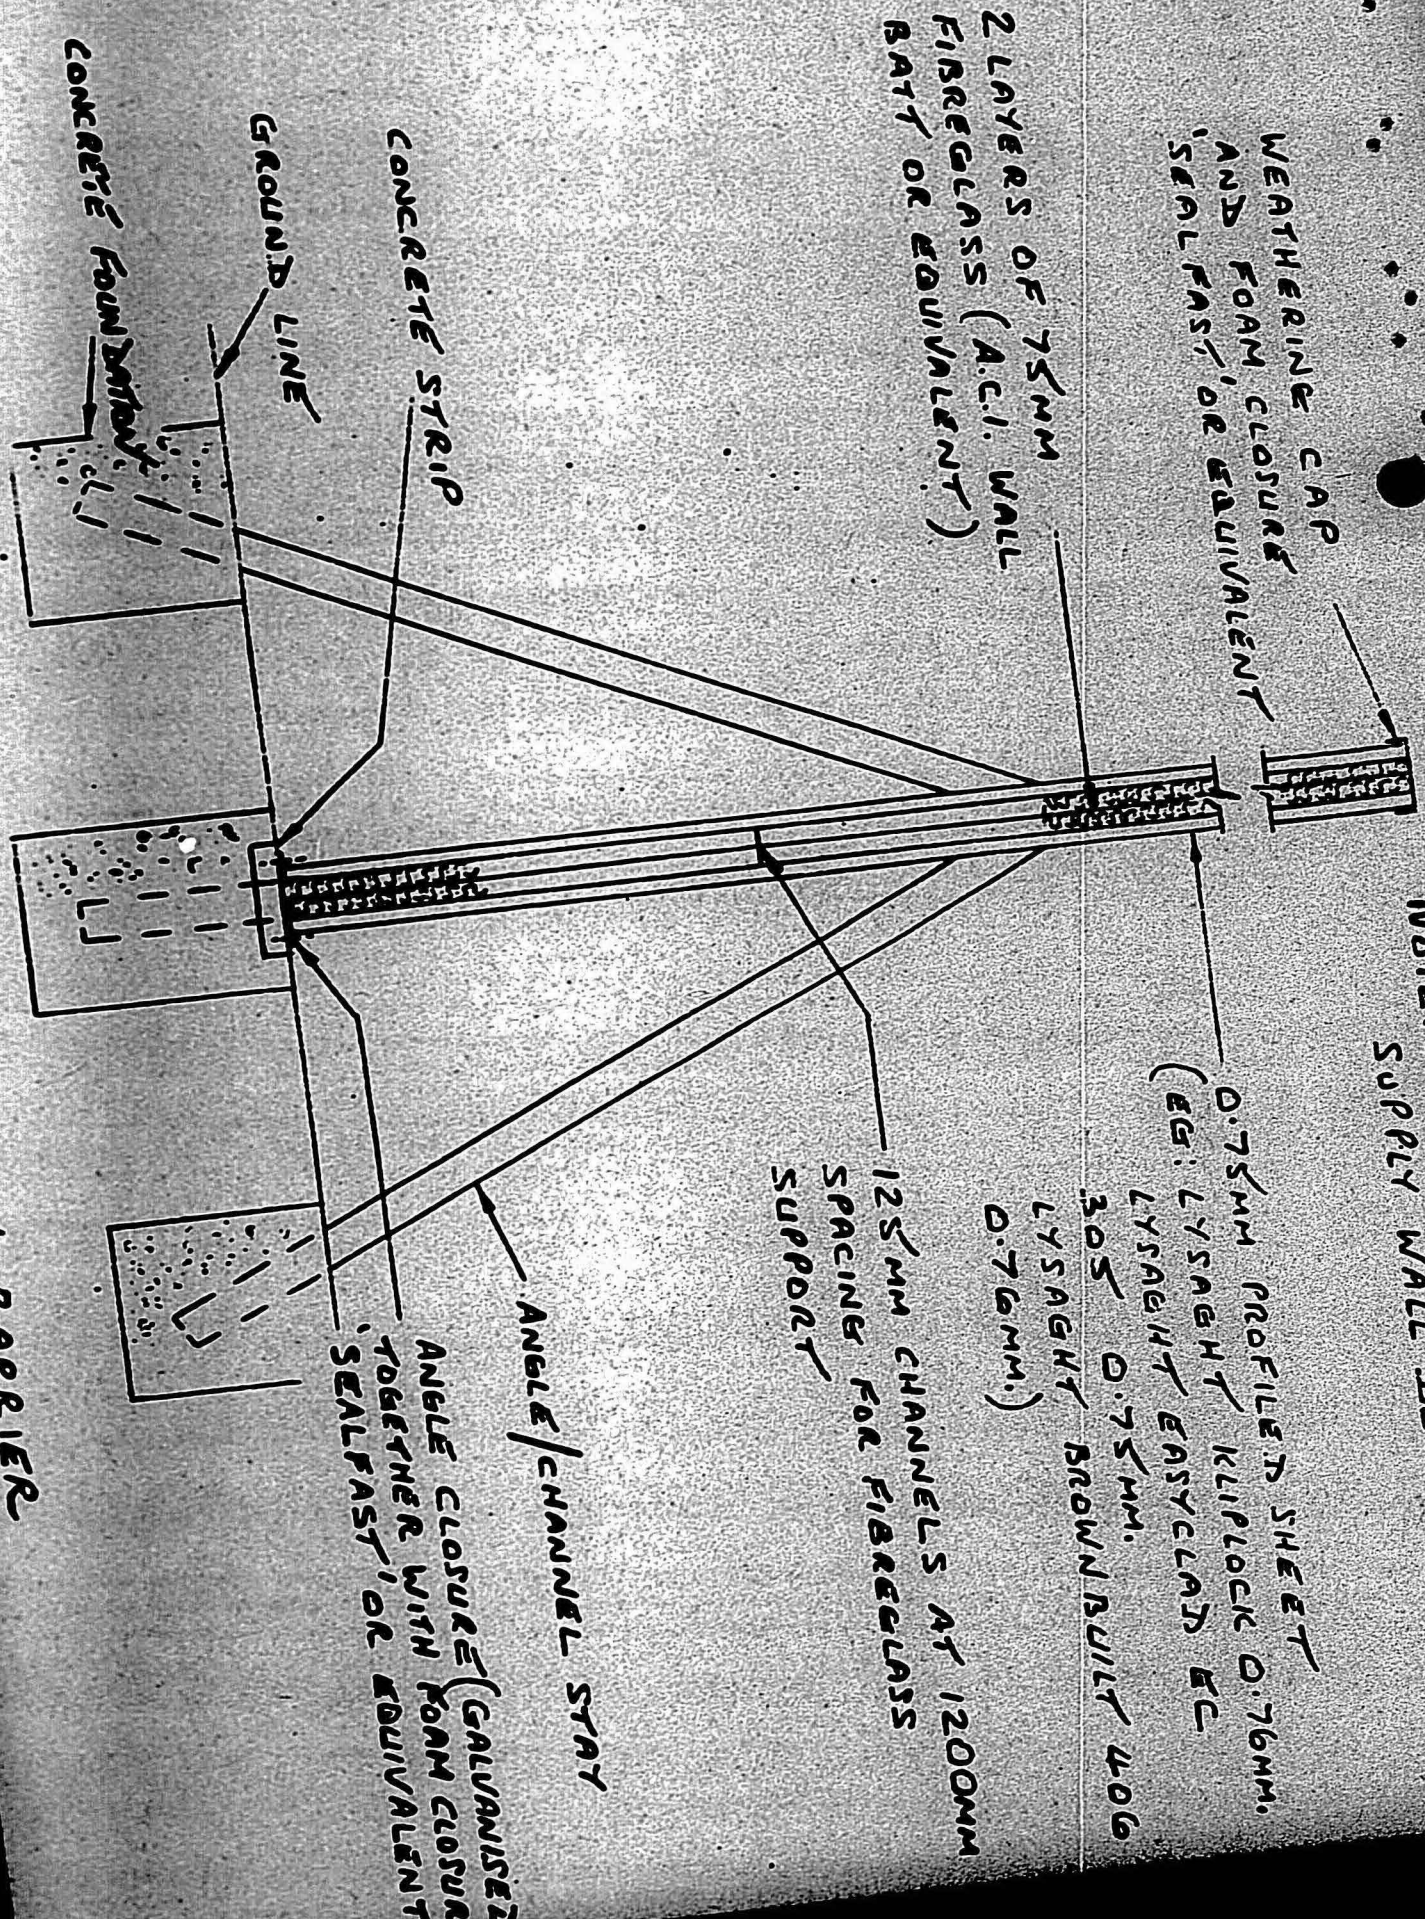 SUPPLY WALL
WEATHERING CAP
AND FOAM CLOSURE
'SEALFAST' OR EQUIVALENT
2 LAYERS OF 75MM
FIBREGLASS (A.C.I. WALL
BATT OR EQUIVALENT)
CONCRETE STRIP
GROUND LINE
CONCRETE FOUNDATION
0.75MM PROFILED SHEET
(EG: LYSAGHT KLIPLOCK 0.76MM.
LYSAGHT EASYCLAD EC
305 0.75MM.
LYSAGHT BROWNBUILT 406
0.76MM.)
125MM CHANNELS AT 1200MM
SPACING FOR FIBREGLASS
SUPPORT
ANGLE/CHANNEL STAY
ANGLE CLOSURE (GALVANISED
TOGETHER WITH FOAM CLOSUR
'SEALFAST' OR EQUIVALENT
BARRIER